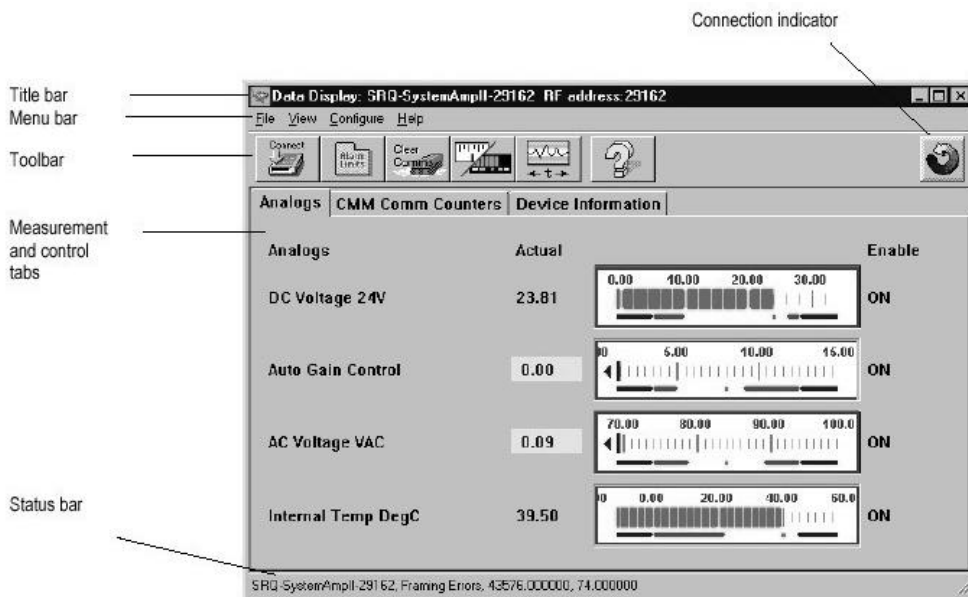 Connection indicator
Title bar
Data Display: SRQ-SystemAmpII-29162 RF address:29162
Menu bar
File View Configure Help
Toolbar
Connect
Alarm Limits
Clear Comms
t
Analogs CMM Comm Counters Device Information
Measurement
and control
tabs
Analogs Actual Enable
0.00 10.00 20.00 30.00
DC Voltage 24V 23.81 ON
5.00 10.00 15.00
Auto Gain Control 0.00 ON
70.00 80.00 90.00 100.0
AC Voltage VAC 0.09 ON
0.00 20.00 40.00 60.0
Internal Temp DegC 39.50 ON
Status bar
SRQ-SystemAmpII-29162, Framing Errors, 43576.000000, 74.000000